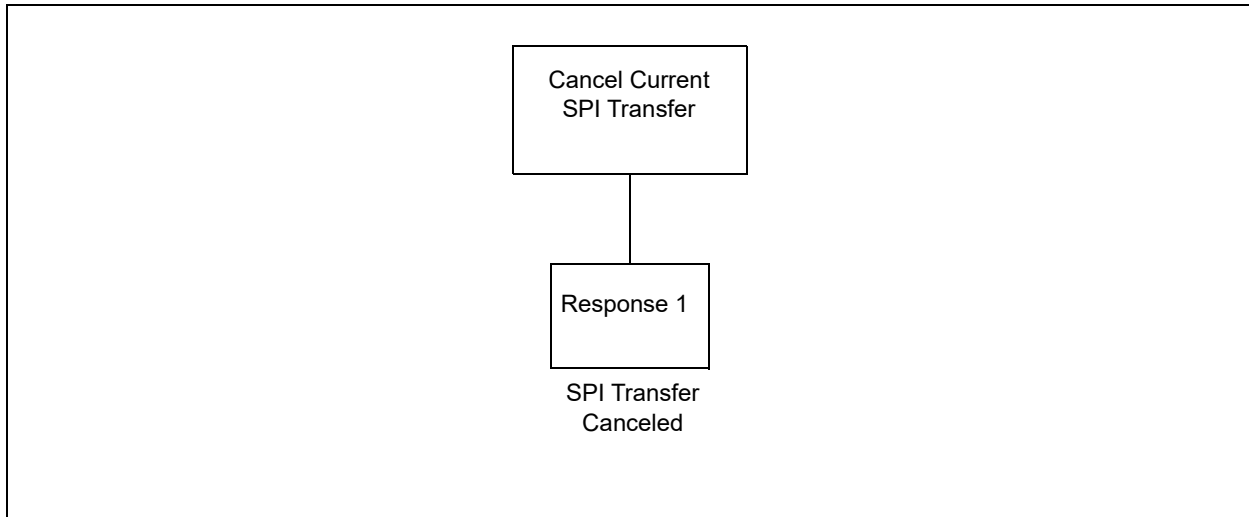 Cancel Current
SPI Transfer
Response 1
SPI Transfer
Canceled